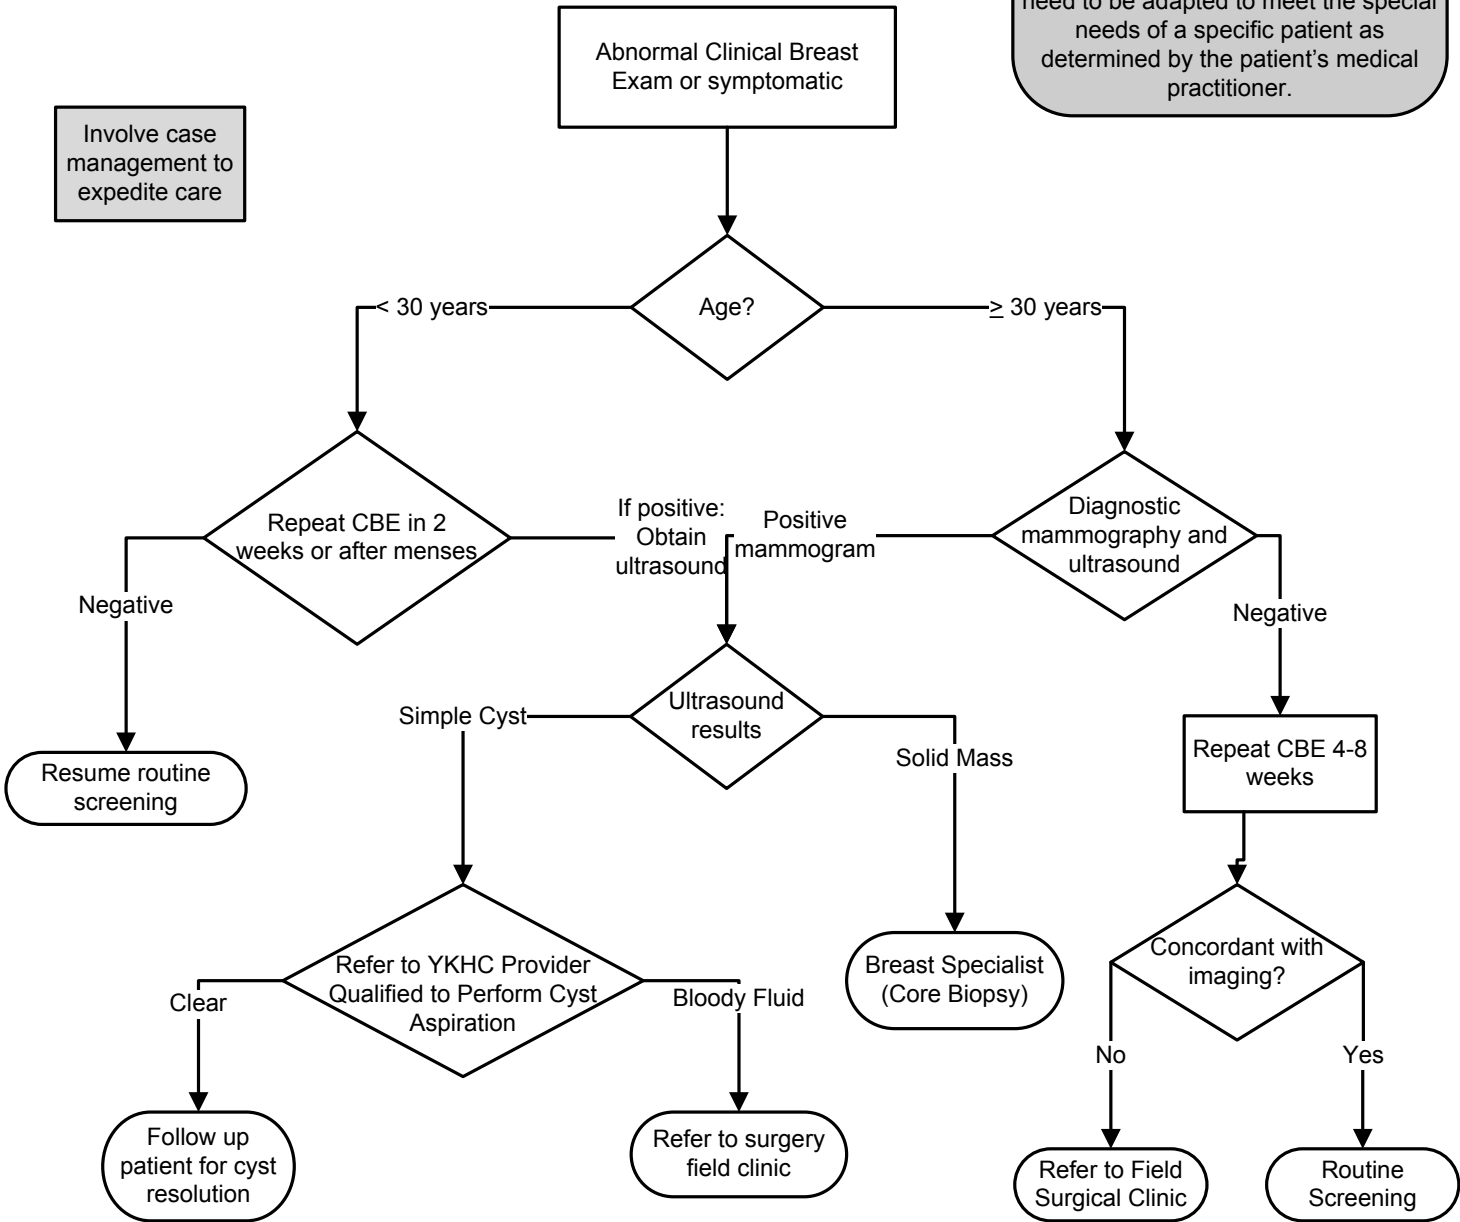 need to be adapted to meet the special
needs of a specific patient as
determined by the patient's medical
practitioner.
Abnormal Clinical Breast
Exam or symptomatic
Involve case
management to
expedite care
Age?
< 30 years
≥ 30 years
Repeat CBE in 2
weeks or after menses
If positive:
Obtain
ultrasound
Positive
mammogram
Diagnostic
mammography and
ultrasound
Negative
Negative
Ultrasound
results
Simple Cyst
Solid Mass
Resume routine
screening
Repeat CBE 4-8
weeks
Refer to YKHC Provider
Qualified to Perform Cyst
Aspiration
Clear
Bloody Fluid
Breast Specialist
(Core Biopsy)
Concordant with
imaging?
No
Yes
Follow up
patient for cyst
resolution
Refer to surgery
field clinic
Refer to Field
Surgical Clinic
Routine
Screening